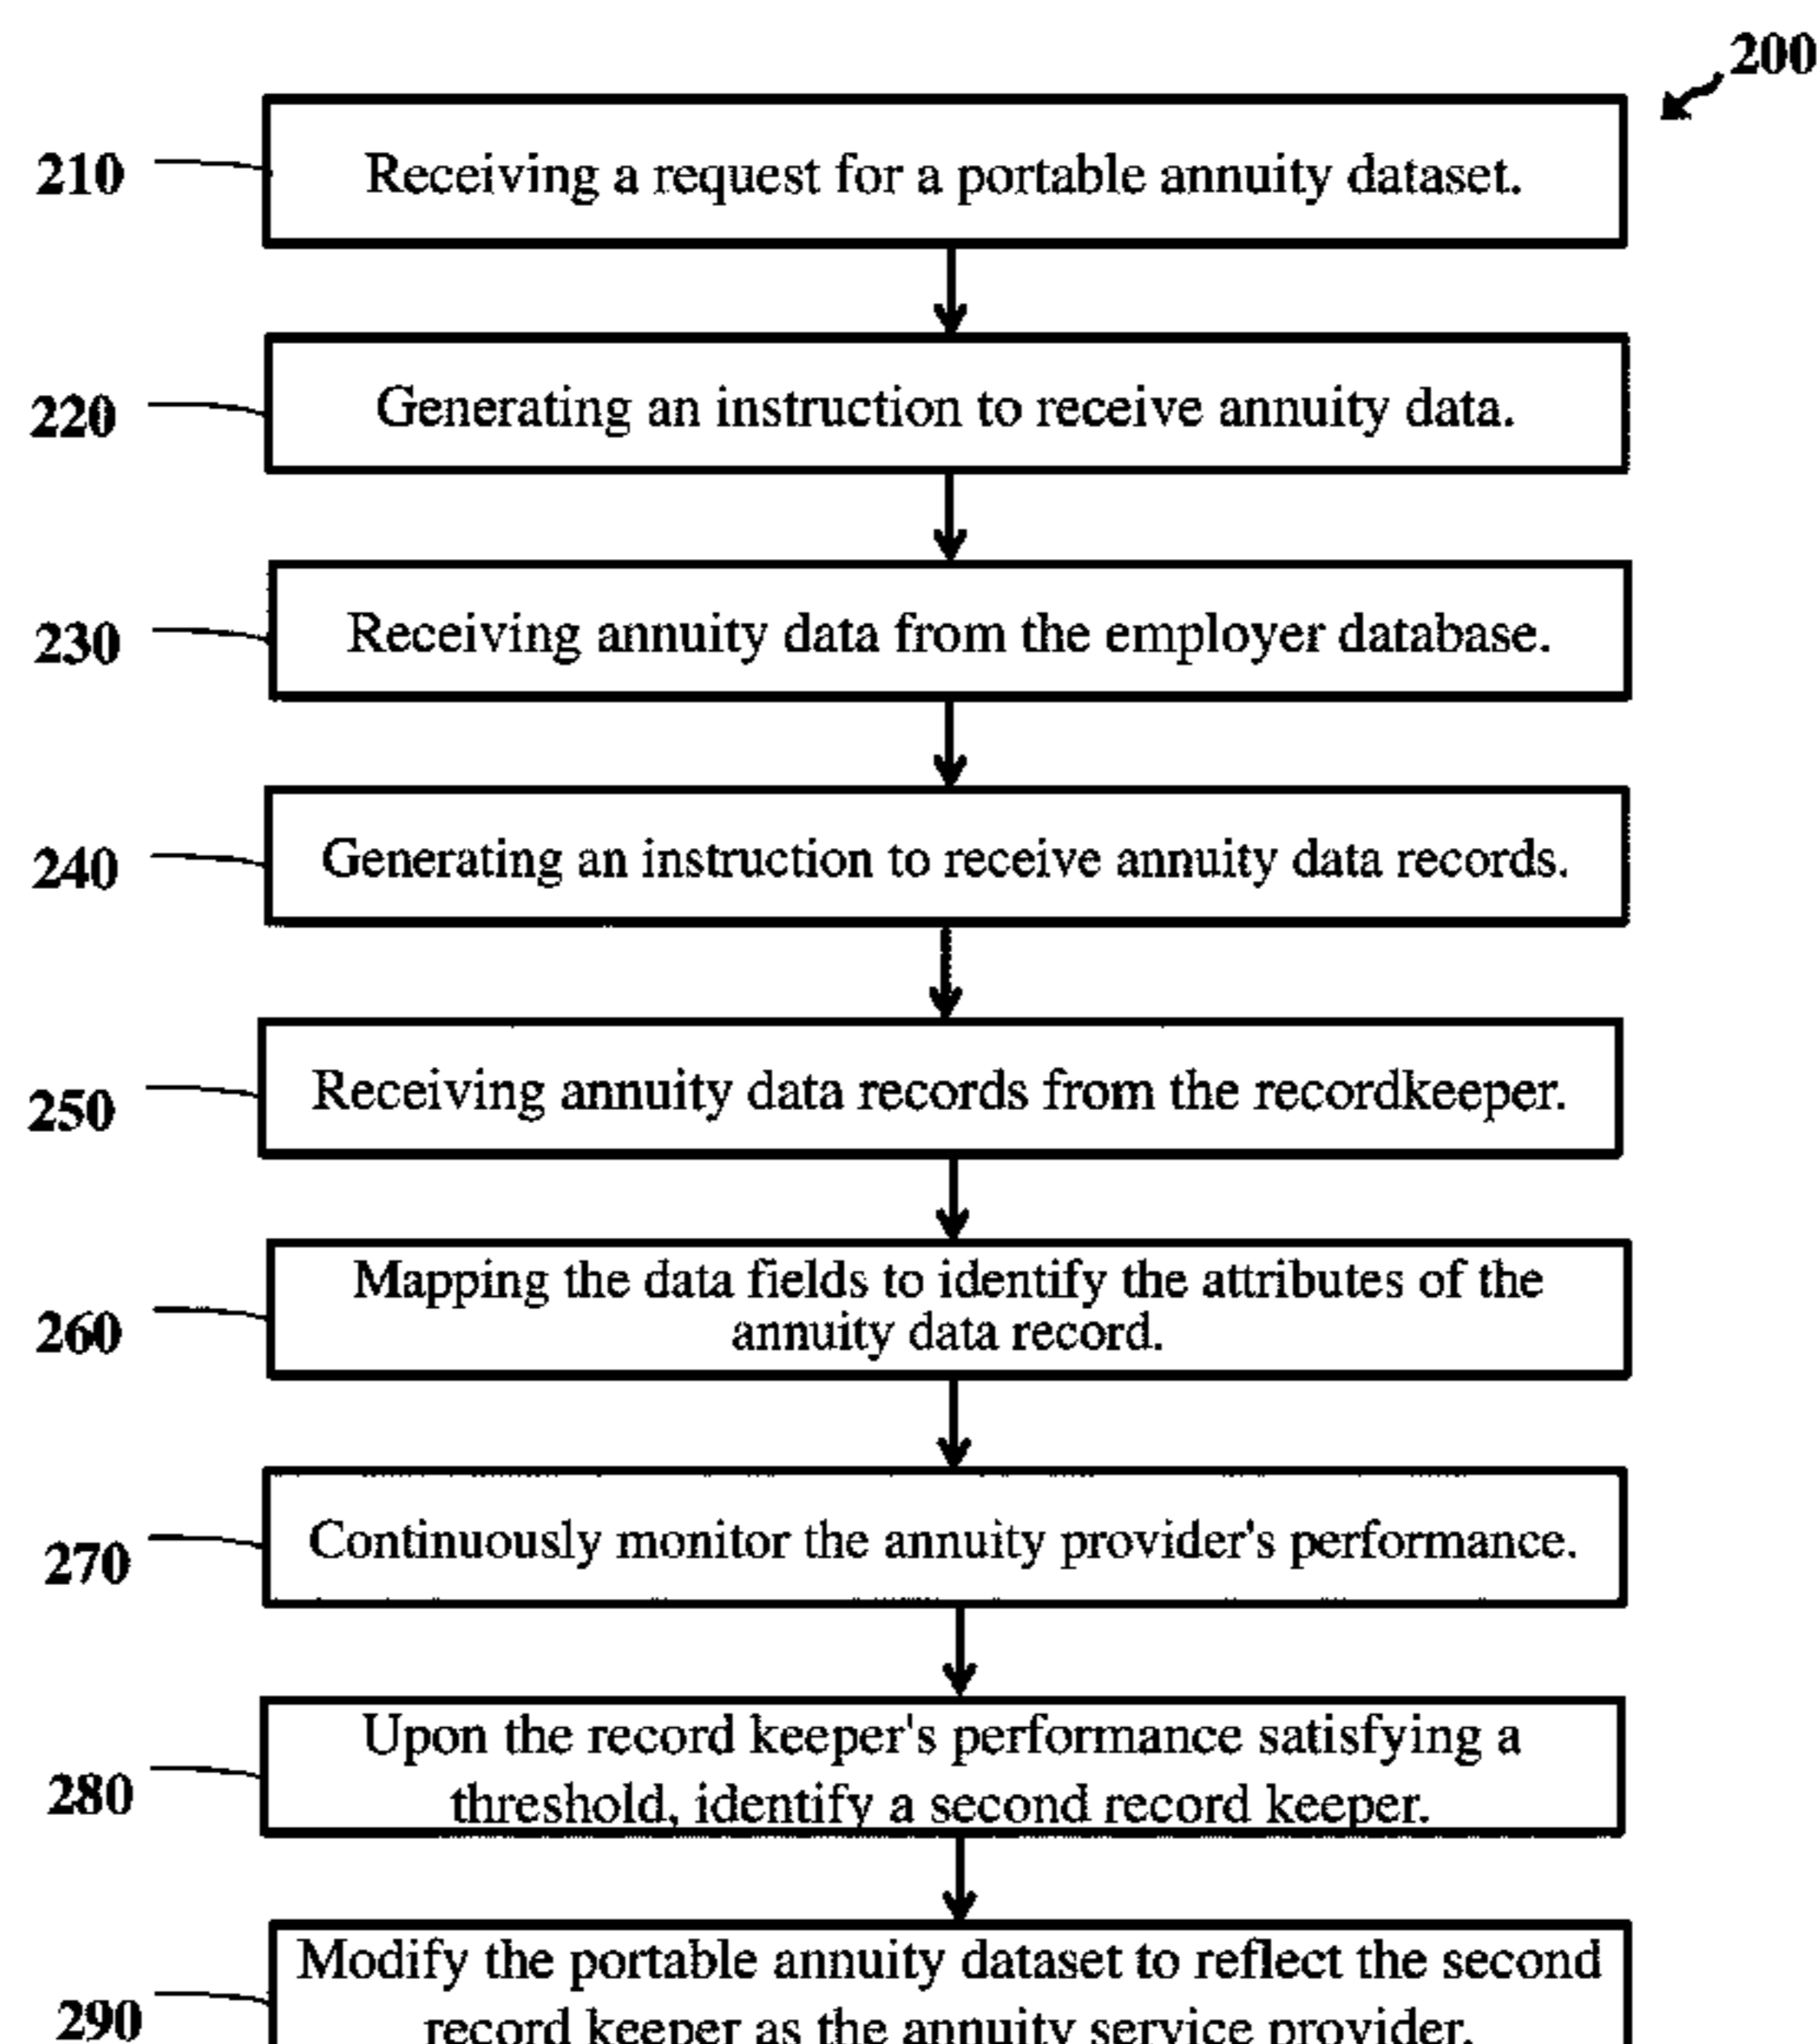 200
210
Receiving a request for a portable annuity dataset.
220
Generating an instruction to receive annuity data.
230
Receiving annuity data from the employer database.
240
Generating an instruction to receive annuity data records.
250
Receiving annuity data records from the recordkeeper.
260
Mapping the data fields to identify the attributes of the
annuity data record.
270
Continuously monitor the annuity provider's performance.
280
Upon the record keeper's performance satisfying a
threshold, identify a second record keeper.
290
Modify the portable annuity dataset to reflect the second
record keeper as the annuity service provider.